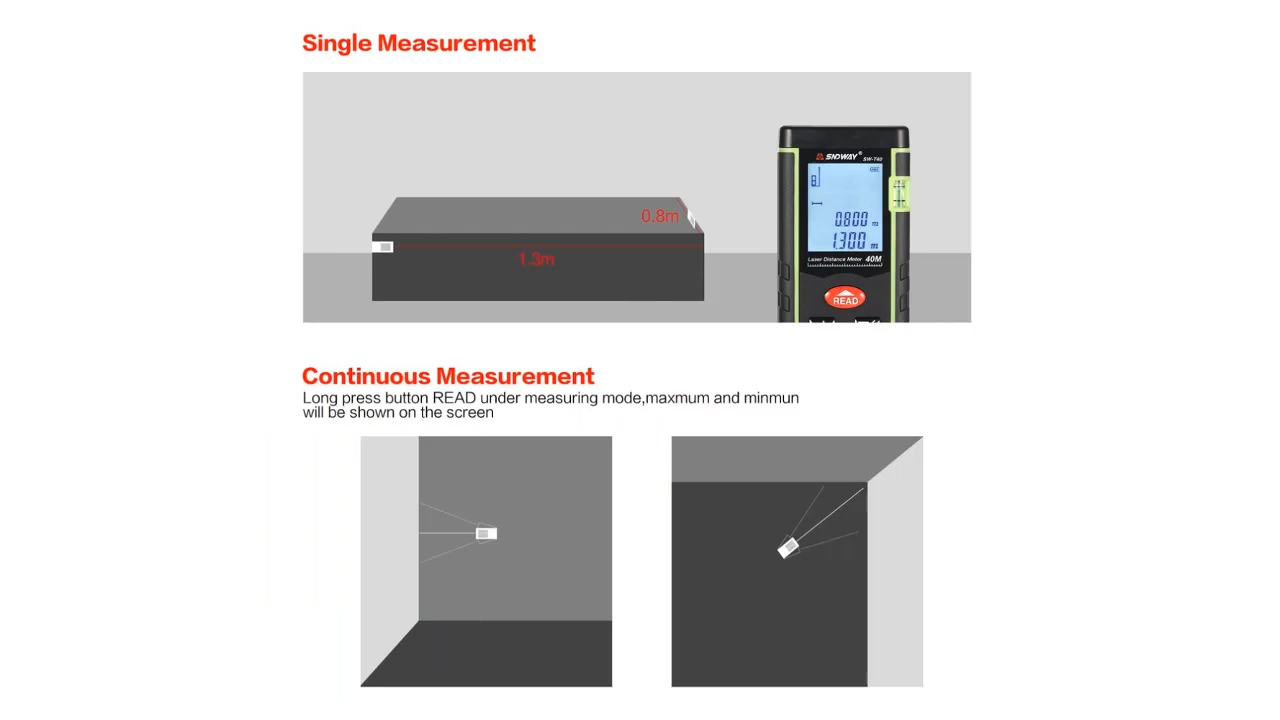 Single Measurement
0.8m
1.3m
SNDWAY®
SW-T40
0.800 m
1.300 m
Laser Distance Meter 40M
READ
Continuous Measurement
Long press button READ under measuring mode,maxmum and minmun
will be shown on the screen